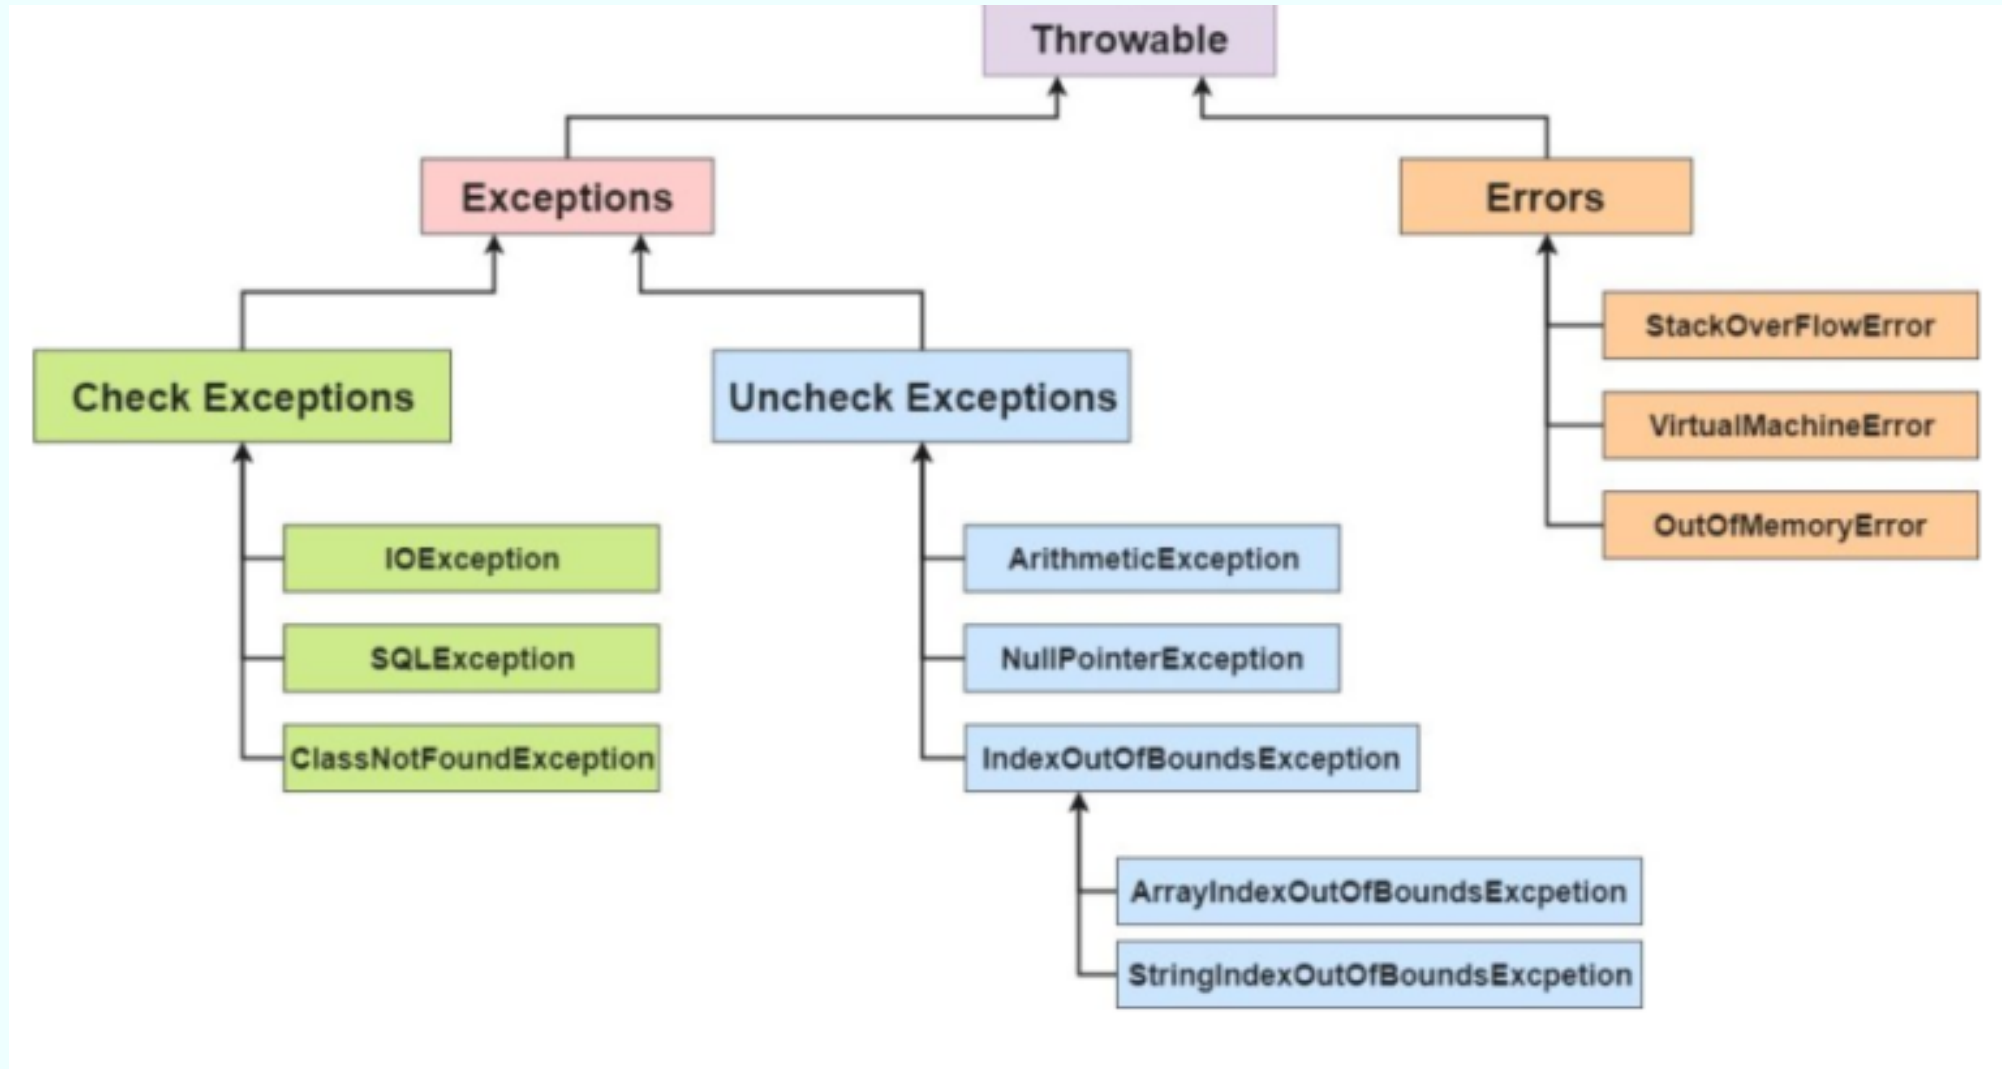 Throwable
Exceptions
Errors
Check Exceptions
Uncheck Exceptions
StackOverFlowError
VirtualMachineError
OutOfMemoryError
IOException
SQLException
ClassNotFoundException
ArithmeticException
NullPointerException
IndexOutOfBoundsException
ArrayIndexOutOfBoundsExcpetion
StringIndexOutOfBoundsExcpetion